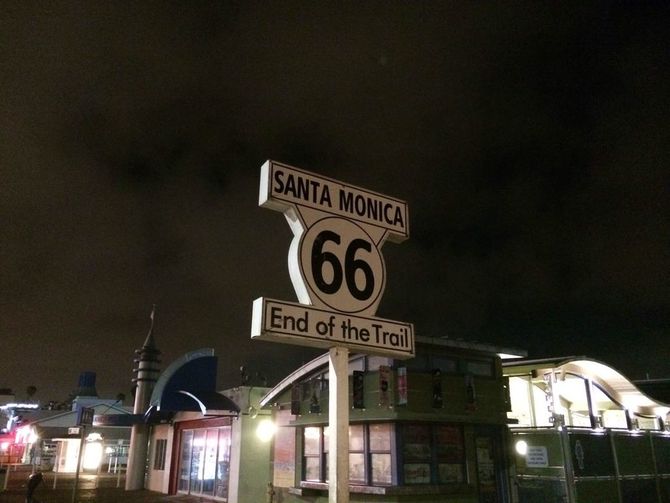 SANTA MONICA
66
End of the Trail